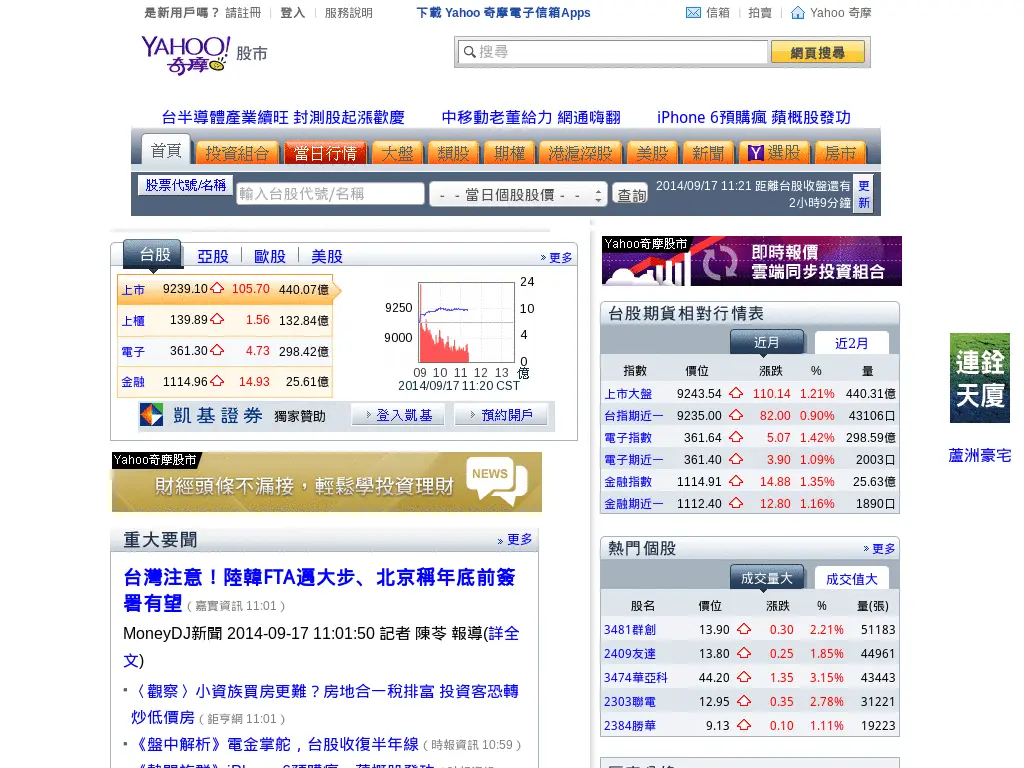 是新用戶嗎？ 請註冊 登入 服務說明 下載 Yahoo 奇摩電子信箱Apps 信箱 拍賣 Yahoo 奇摩
YAHOO! 奇摩 股市 搜尋 網頁搜尋
台半導體產業續旺 封測股起漲歡慶 中移動老董給力 網通嗨翻 iPhone 6預購瘋 蘋概股發功
首頁 投資組合 當日行情 大盤 類股 期權 港滬深股 美股 新聞 Y 選股 房市
股票代號/名稱 輸入台股代號/名稱 - - 當日個股股價 - - 查詢 2014/09/17 11:21 距離台股收盤還有 2小時9分鐘 更新
台股 亞股 歐股 美股 » 更多
上市 9239.10 105.70 440.07億
上櫃 139.89 1.56 132.84億
電子 361.30 4.73 298.42億
金融 1114.96 14.93 25.61億
24
9250 10
9000 4
0
09 10 11 12 13 億
2014/09/17 11:20 CST
凱基證券 獨家贊助 登入凱基 預約開戶
Yahoo奇摩股市
財經頭條不漏接，輕鬆學投資理財 NEWS
重大要聞 » 更多
台灣注意！陸韓FTA邁大步、北京稱年底前簽
署有望 ( 嘉實資訊 11:01 )
MoneyDJ新聞 2014-09-17 11:01:50 記者 陳苓 報導(詳全
文)
〈觀察〉小資族買房更難？房地合一稅排富 投資客恐轉
炒低價房 ( 鉅亨網 11:01 )
《盤中解析》電金掌舵，台股收復半年線 ( 時報資訊 10:59 )
Yahoo奇摩股市 即時報價
雲端同步投資組合
台股期貨相對行情表
近月 近2月
指數 價位 漲跌 % 量
上市大盤 9243.54 110.14 1.21% 440.31億
台指期近一 9235.00 82.00 0.90% 43106口
電子指數 361.64 5.07 1.42% 298.59億
電子期近一 361.40 3.90 1.09% 2003口
金融指數 1114.91 14.88 1.35% 25.63億
金融期近一 1112.40 12.80 1.16% 1890口
熱門個股 » 更多
成交量大 成交值大
股名 價位 漲跌 % 量(張)
3481群創 13.90 0.30 2.21% 51183
2409友達 13.80 0.25 1.85% 44961
3474華亞科 44.20 1.35 3.15% 43443
2303聯電 12.95 0.35 2.78% 31221
2384勝華 9.13 0.10 1.11% 19223
連銓
天廈
蘆洲豪宅